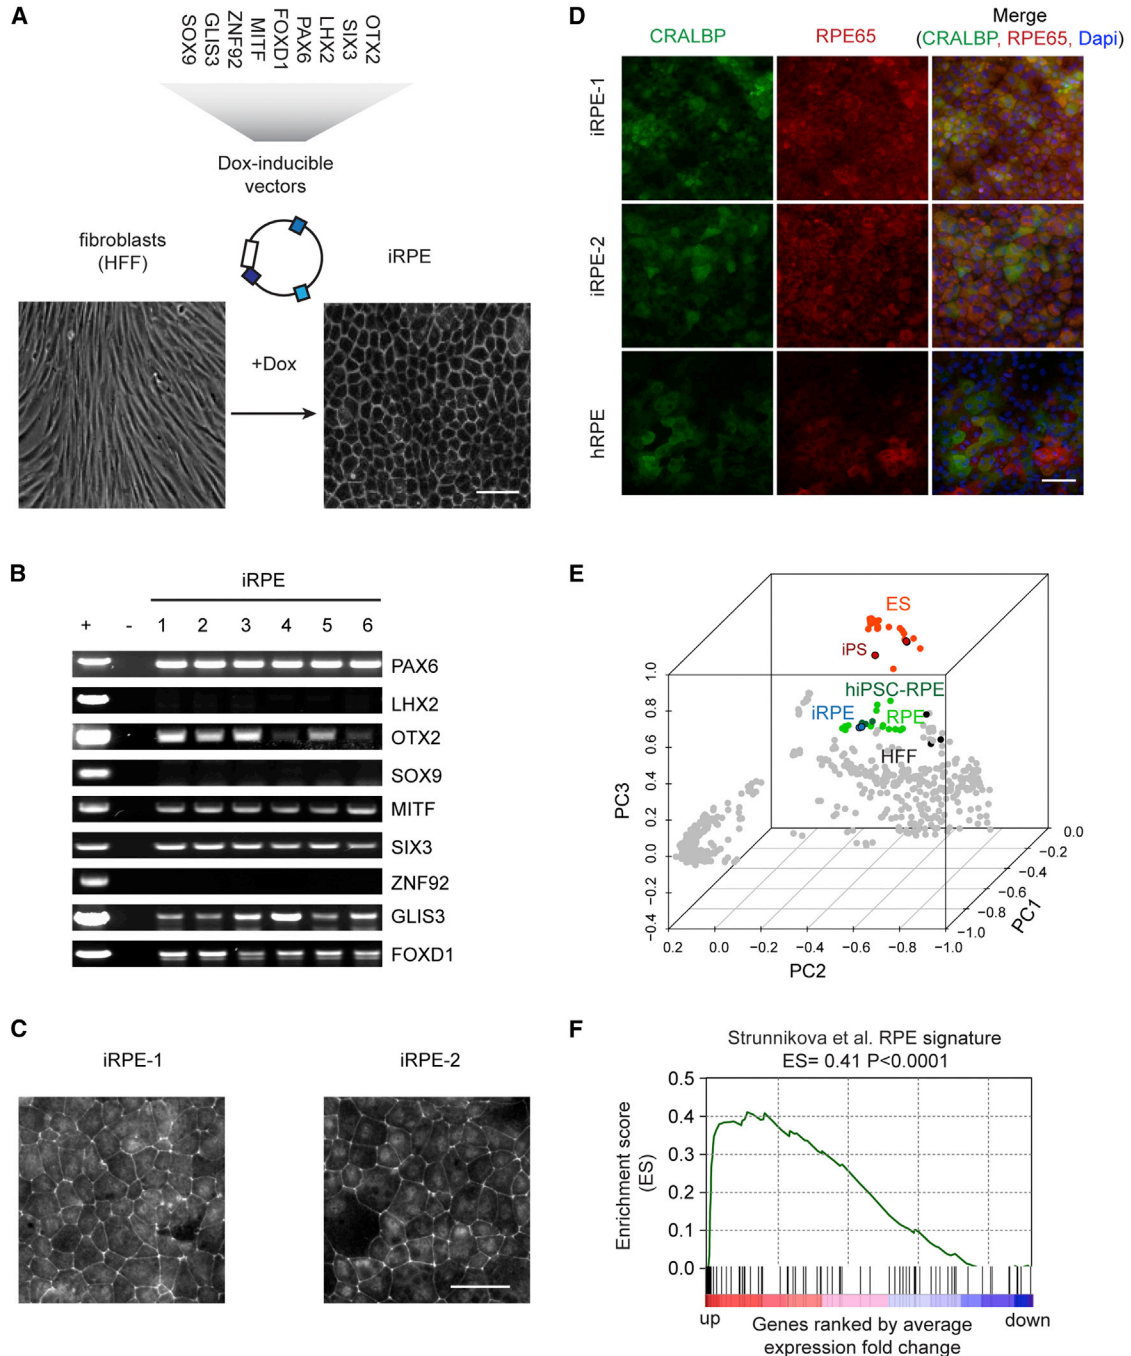 A
SOX9
GLIS3
ZNF92
MITF
FOXD1
PAX6
LHX2
SIX3
OTX2
Dox-inducible
vectors
fibroblasts
(HFF)
iRPE
+Dox
B
iRPE
+ - 1 2 3 4 5 6
PAX6
LHX2
OTX2
SOX9
MITF
SIX3
ZNF92
GLIS3
FOXD1
C
iRPE-1
iRPE-2
D
CRALBP
RPE65
Merge
(CRALBP, RPE65, Dapi)
iRPE-1
iRPE-2
hRPE
E
ES
iPS
hiPSC-RPE
iRPE
RPE
HFF
PC3
1.0
0.8
0.6
0.4
0.2
0.0
−0.2
−0.4
0.2 0.0 −0.2 −0.4 −0.6 −0.8 −1.0
PC2
0.0
−0.2
−0.4
−0.6
−0.8
−1.0
PC1
F
Strunnikova et al. RPE signature
ES= 0.41 P<0.0001
Enrichment score
(ES)
0.5
0.4
0.3
0.2
0.1
0.0
up
down
Genes ranked by average
expression fold change